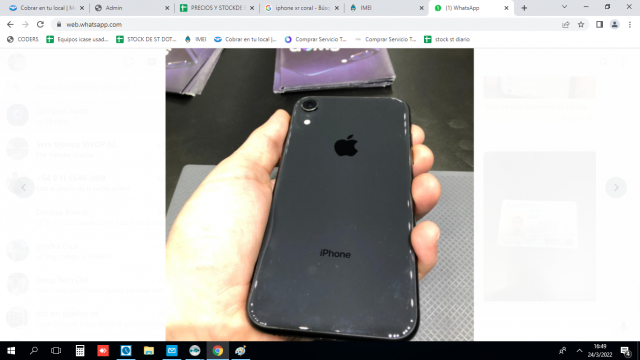 Cobrar en tu local | M
Admin
PRECIOS Y STOCKDI
iphone xr coral - Bús
IMEI
(1) WhatsApp
web.whatsapp.com
CODERS
Equipos icase usad...
STOCK DE ST DOT...
IMEI
Cobrar en tu local |...
Comprar Servicio T...
Comprar Servicio T...
stock st diario
iPhone
16:49
24/3/2022